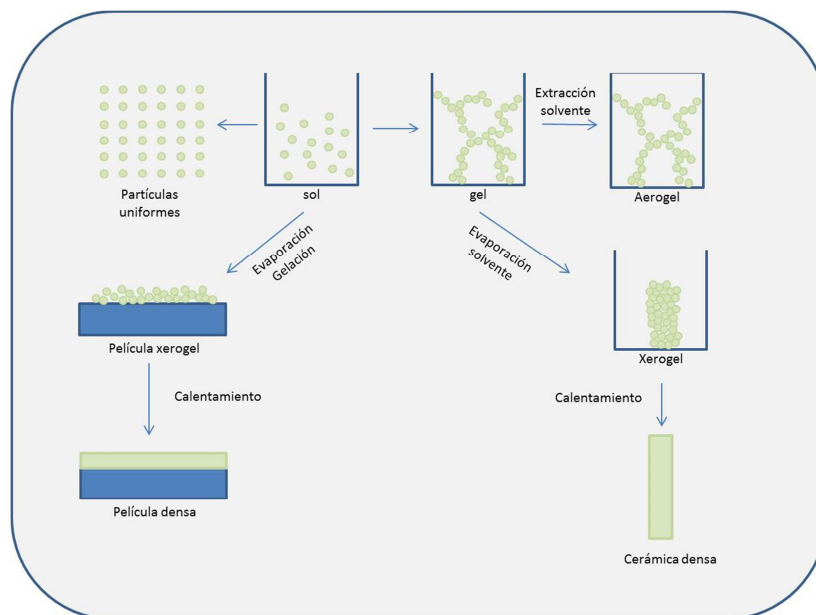 Extracción
solvente
Partículas
uniformes
sol
gel
Aerogel
Evaporación
Gelación
Evaporación
solvente
Película xerogel
Xerogel
Calentamiento
Calentamiento
Película densa
Cerámica densa